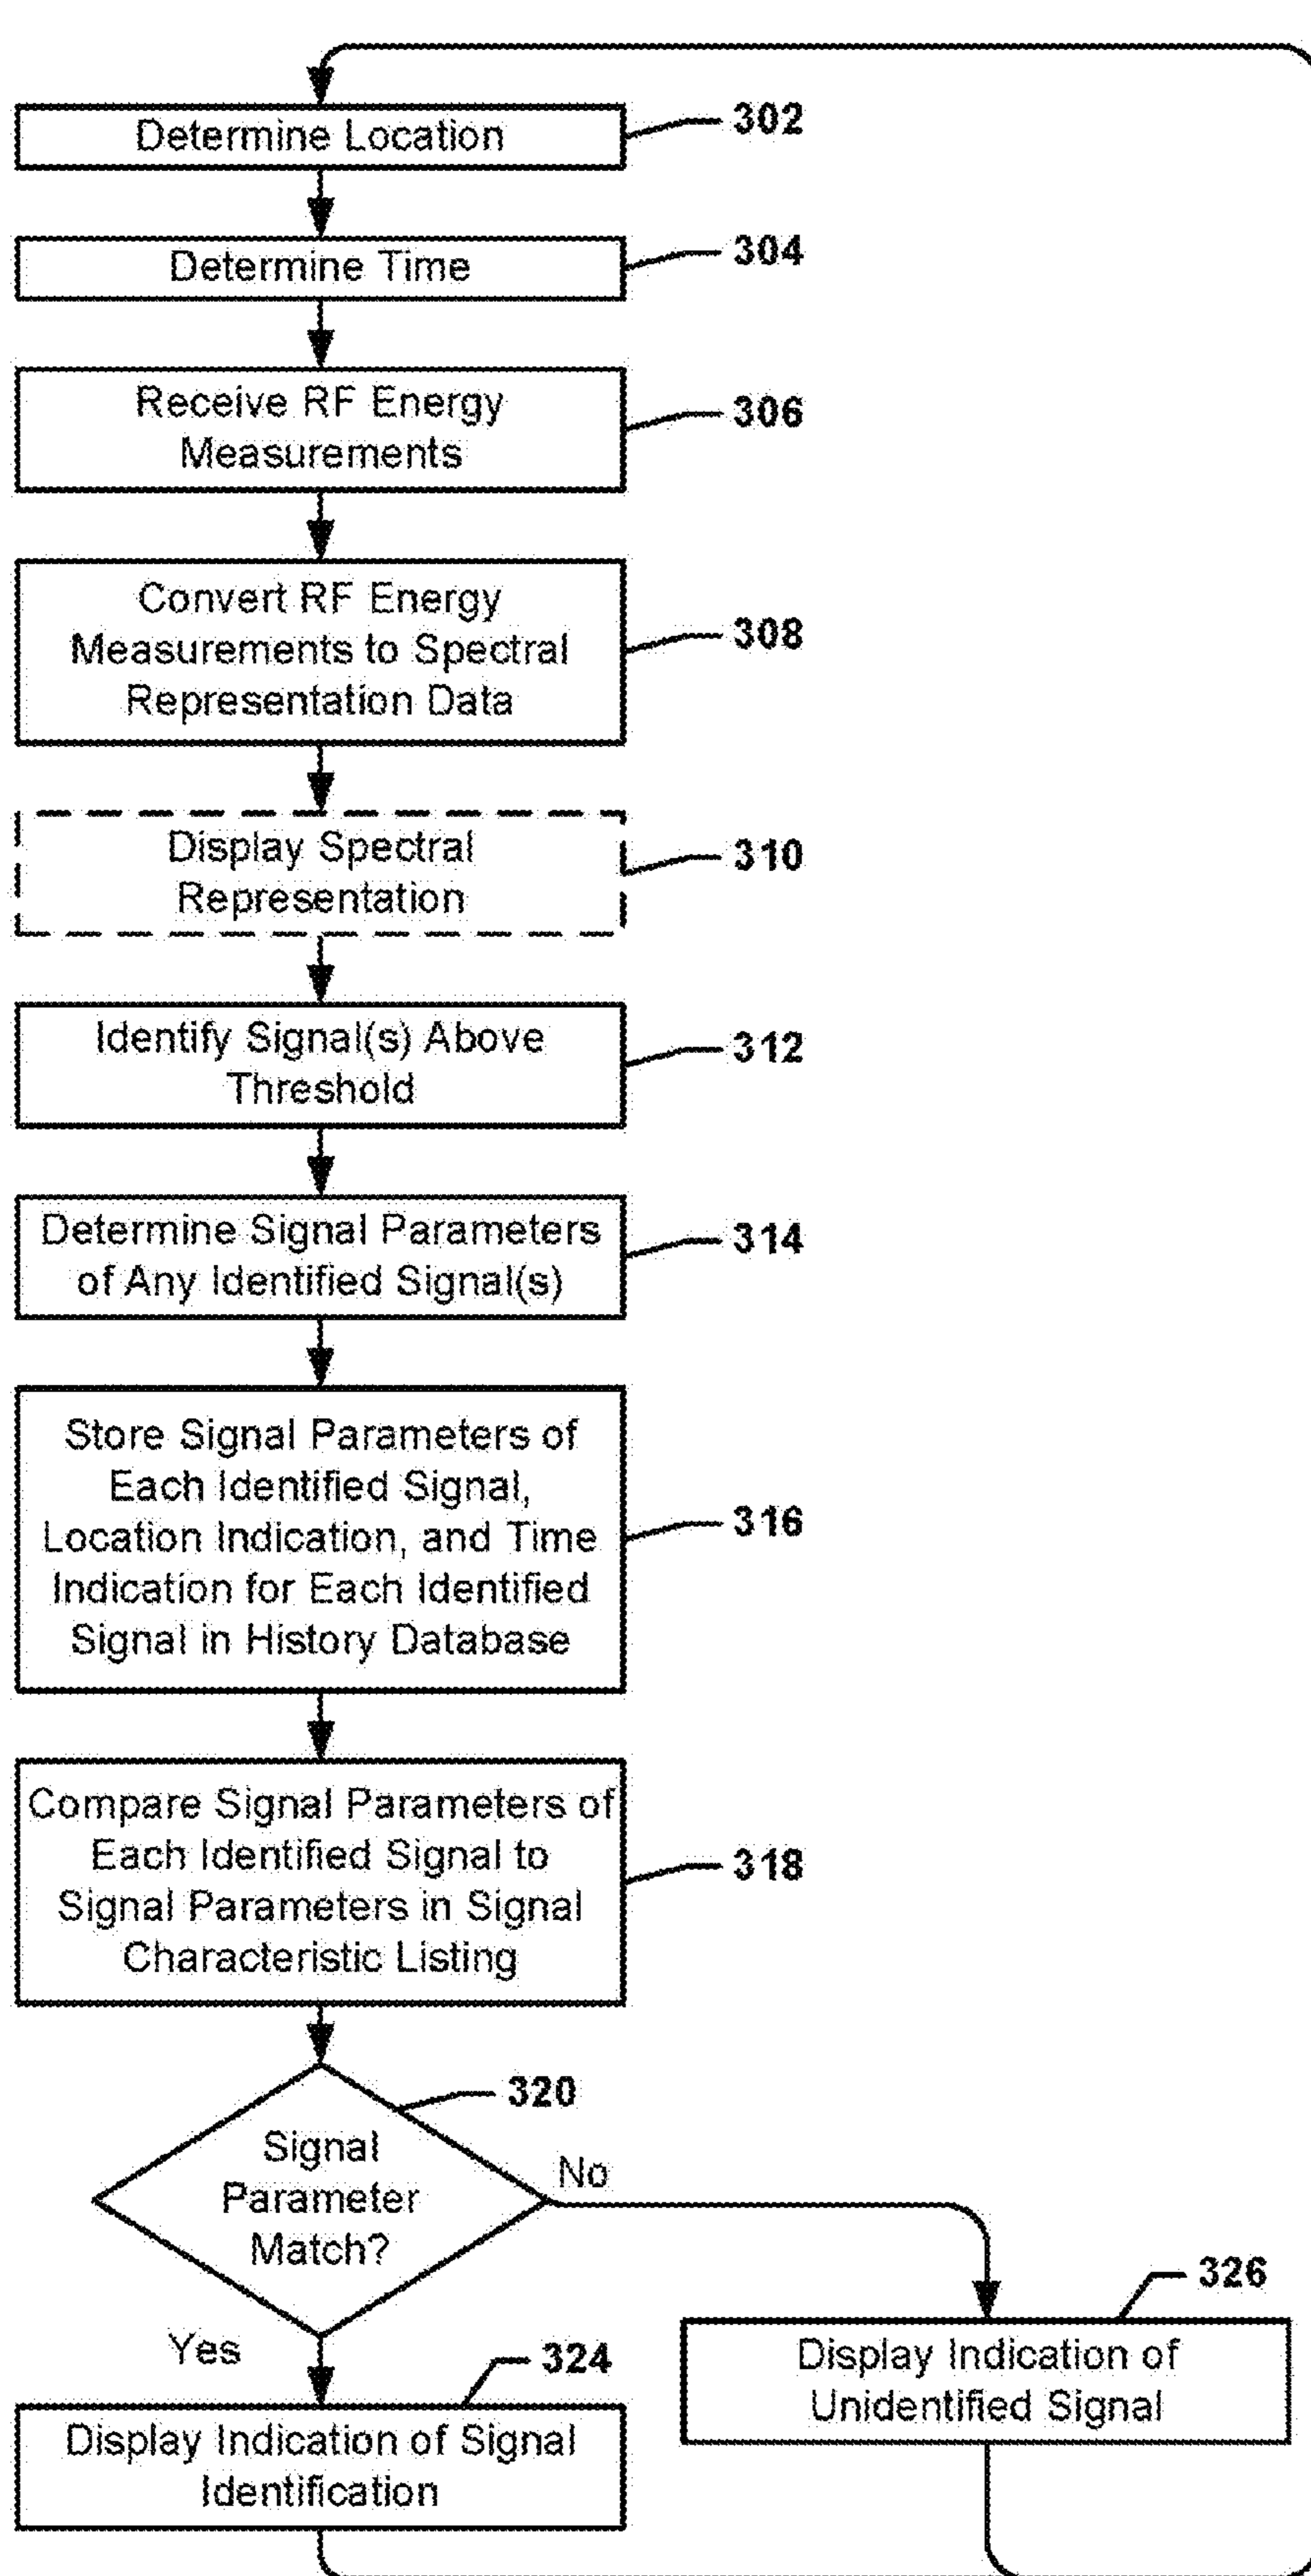 Determine Location
302
Determine Time
304
Receive RF Energy
Measurements
306
Convert RF Energy
Measurements to Spectral
Representation Data
308
Display Spectral
Representation
310
Identify Signal(s) Above
Threshold
312
Determine Signal Parameters
of Any Identified Signal(s)
314
Store Signal Parameters of
Each Identified Signal,
Location Indication, and Time
Indication for Each Identified
Signal in History Database
316
Compare Signal Parameters of
Each Identified Signal to
Signal Parameters in Signal
Characteristic Listing
318
320
Signal
Parameter
Match?
No
Yes
324
Display Indication of Signal
Identification
326
Display Indication of
Unidentified Signal